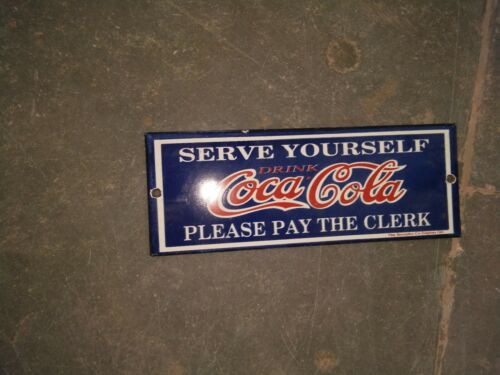 SERVE YOURSELF
DRINK
Coca-Cola
PLEASE PAY THE CLERK